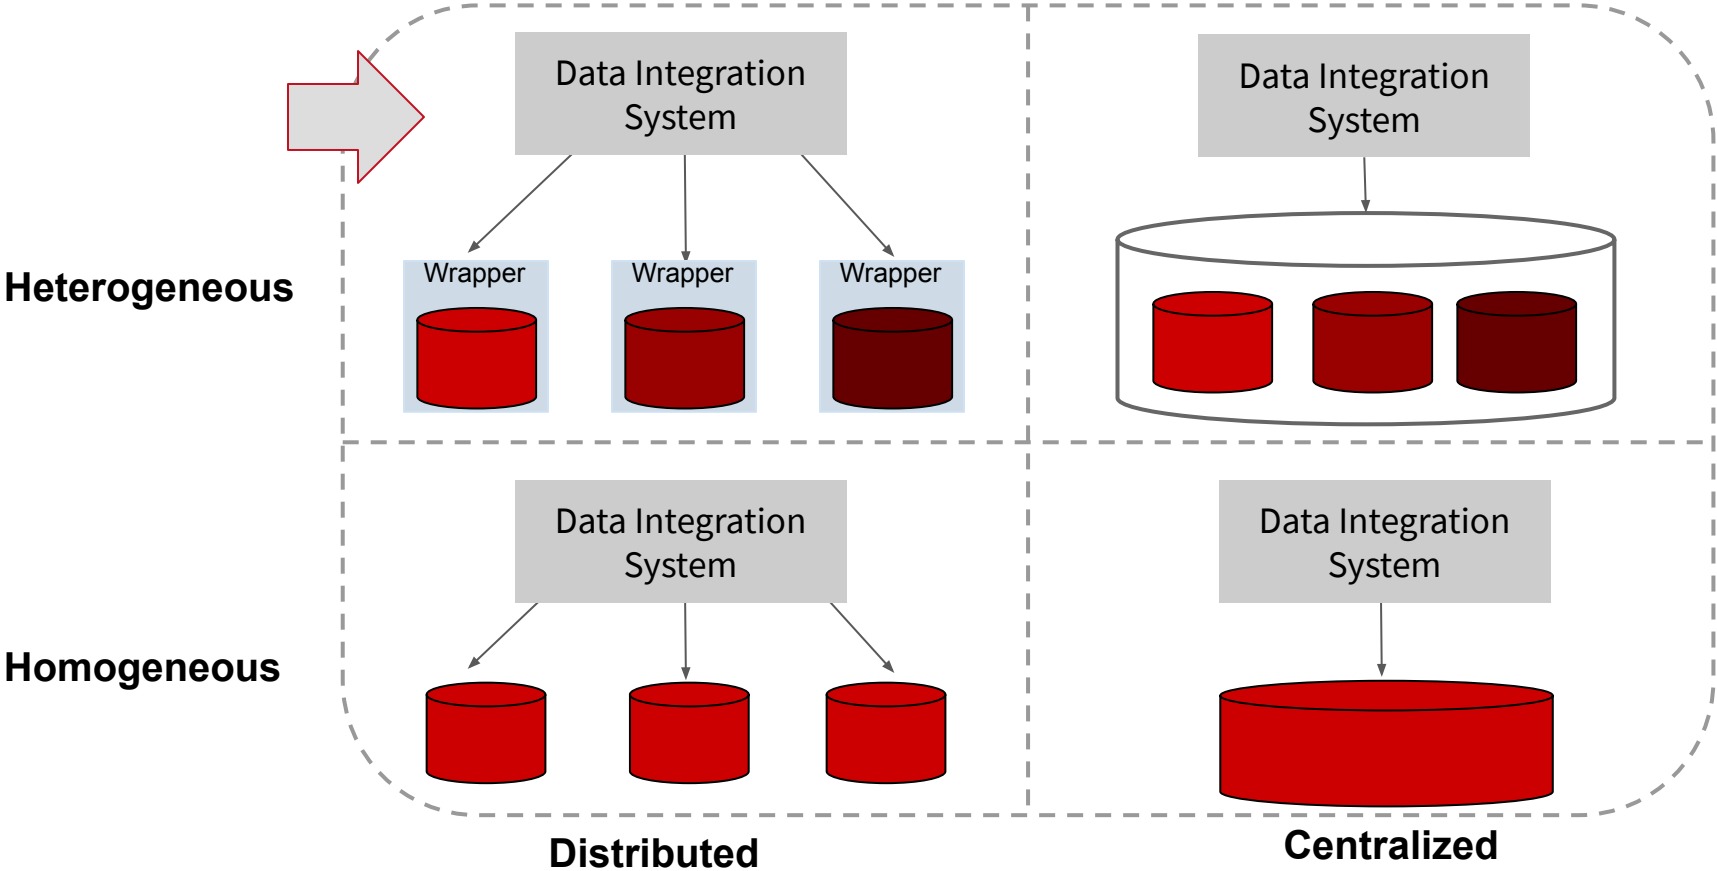 Data Integration
System
Data Integration
System
Wrapper
Wrapper
Wrapper
Heterogeneous
Data Integration
System
Data Integration
System
Homogeneous
Distributed
Centralized